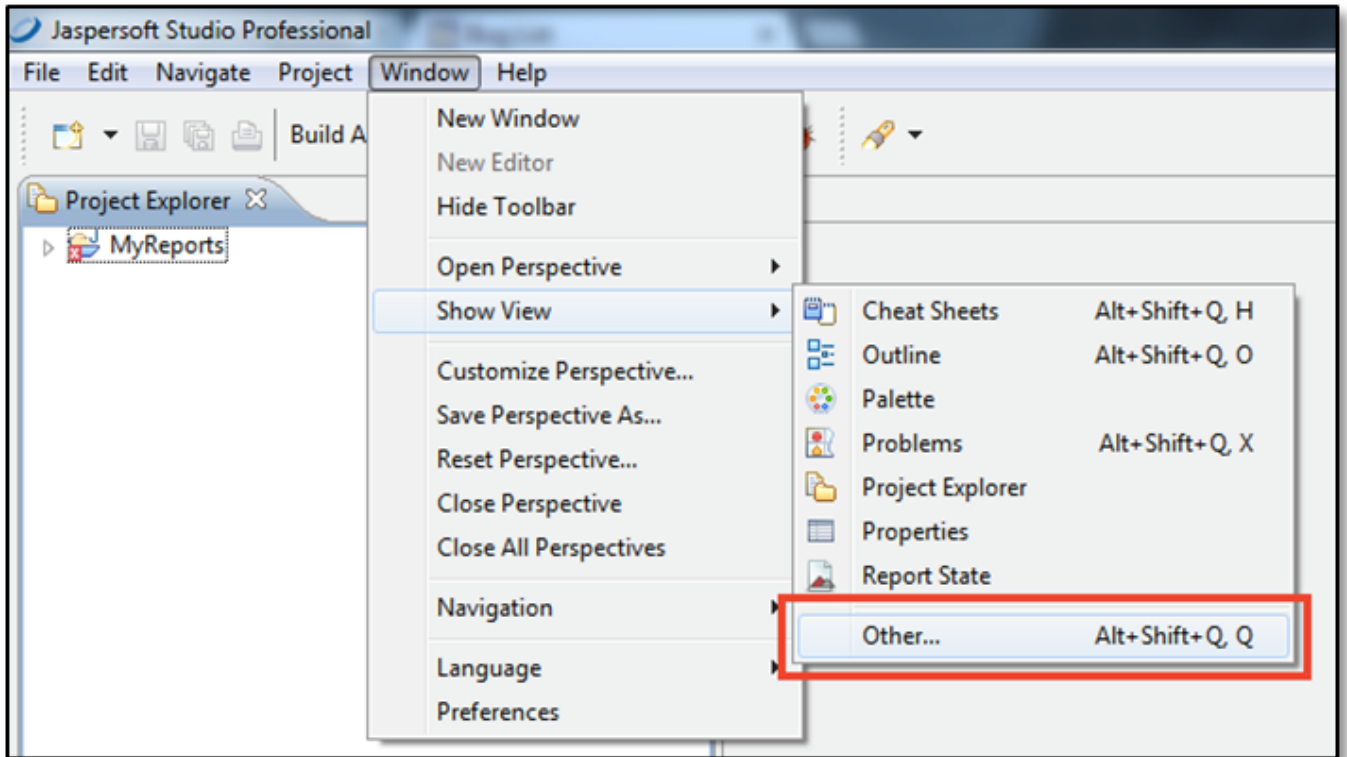 Jaspersoft Studio Professional
File Edit Navigate Project Window Help
Build A
Project Explorer
MyReports
New Window
New Editor
Hide Toolbar
Open Perspective
Show View
Customize Perspective...
Save Perspective As...
Reset Perspective...
Close Perspective
Close All Perspectives
Navigation
Language
Preferences
Cheat Sheets Alt+Shift+Q, H
Outline Alt+Shift+Q, O
Palette
Problems Alt+Shift+Q, X
Project Explorer
Properties
Report State
Other... Alt+Shift+Q, Q